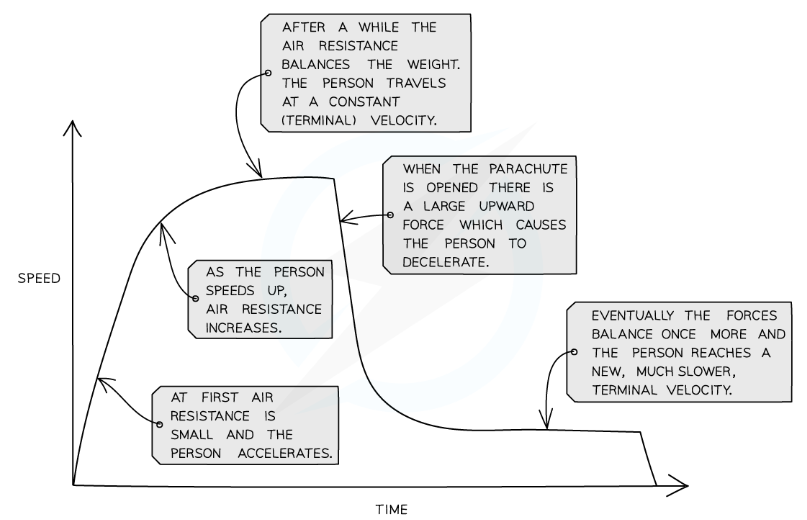 AFTER A WHILE THE
AIR RESISTANCE
BALANCES THE WEIGHT.
THE PERSON TRAVELS
AT A CONSTANT
(TERMINAL) VELOCITY.
WHEN THE PARACHUTE
IS OPENED THERE IS
A LARGE UPWARD
FORCE WHICH CAUSES
THE PERSON TO
DECELERATE.
SPEED
AS THE PERSON
SPEEDS UP,
AIR RESISTANCE
INCREASES.
EVENTUALLY THE FORCES
BALANCE ONCE MORE AND
THE PERSON REACHES A
NEW, MUCH SLOWER,
TERMINAL VELOCITY.
AT FIRST AIR
RESISTANCE IS
SMALL AND THE
PERSON ACCELERATES.
TIME